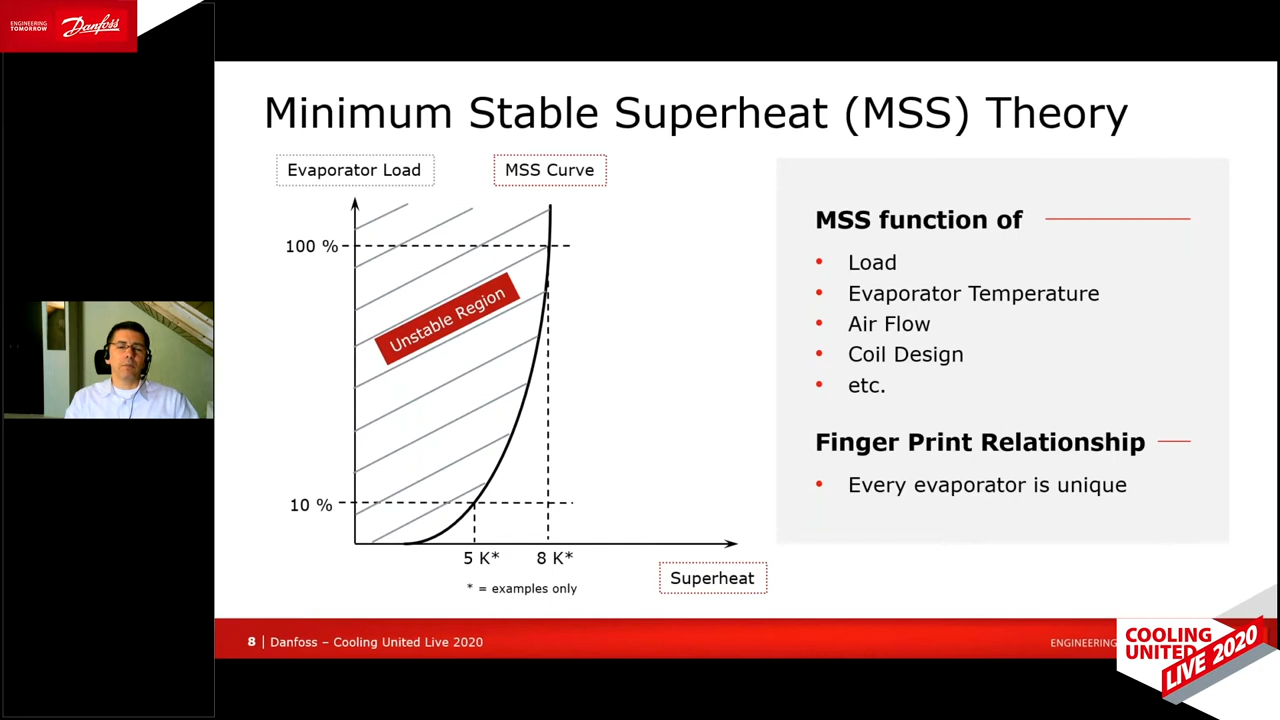 ENGINEERING
TOMORROW
Danfoss
Minimum Stable Superheat (MSS) Theory
Evaporator Load
MSS Curve
100 %
Unstable Region
10 %
5 K*
8 K*
* = examples only
Superheat
MSS function of
• Load
• Evaporator Temperature
• Air Flow
• Coil Design
• etc.
Finger Print Relationship
• Every evaporator is unique
8 | Danfoss – Cooling United Live 2020
ENGINEERING
COOLING
UNITED
LIVE 2020